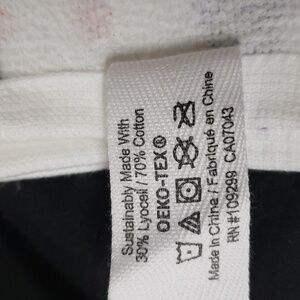 Sustainably Made With
30% Lyocell / 70% Cotton
OEKO-TEX®
Made in China / Fabriqué en Chine
RN #109299 CA07043